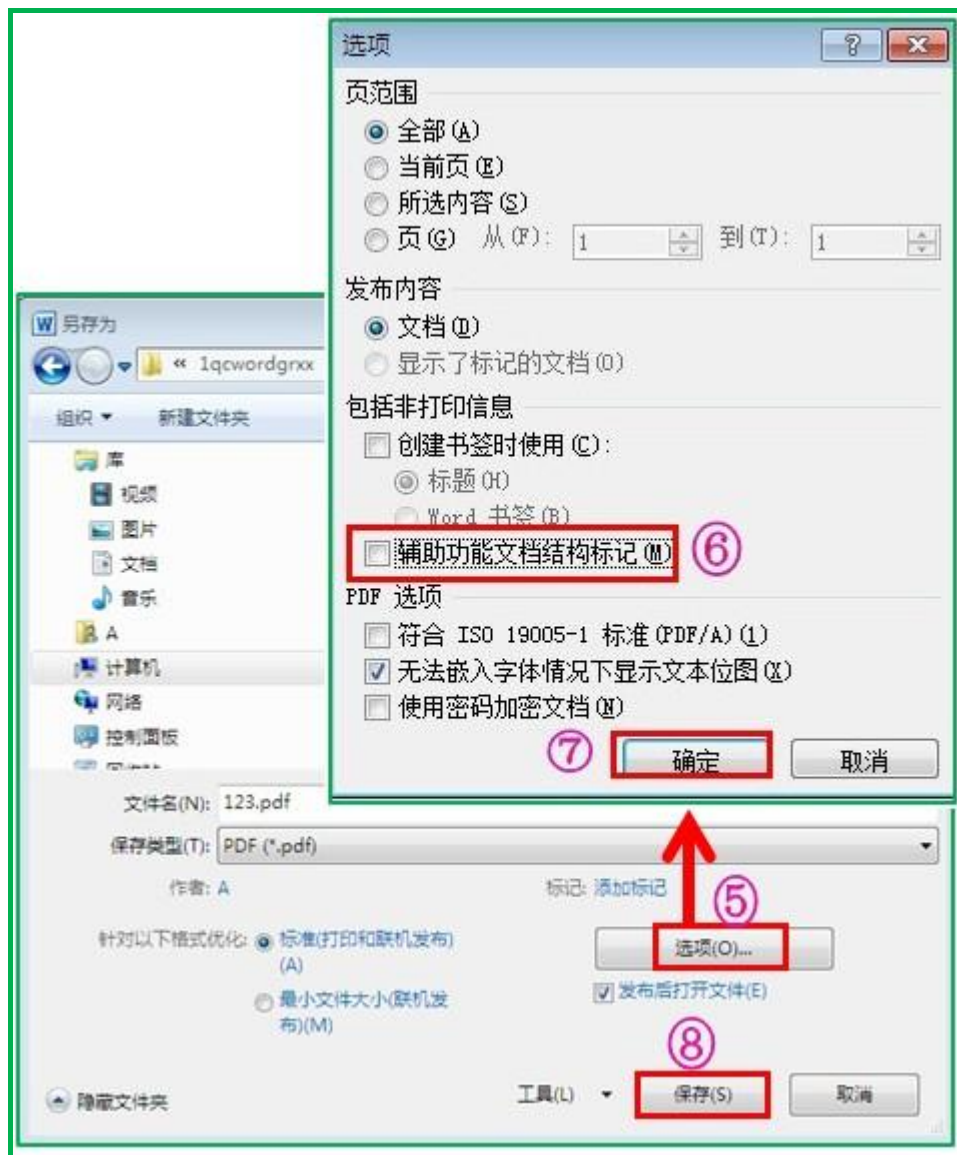 选项
页范围
全部(A)
当前页(E)
所选内容(S)
页(G) 从(F): 1 到(T): 1
发布内容
文档(D)
显示了标记的文档(O)
包括非打印信息
创建书签时使用(C):
标题(H)
Word 书签(B)
辅助功能文档结构标记(M) ⑥
PDF 选项
符合 ISO 19005-1 标准(PDF/A)(1)
无法嵌入字体情况下显示文本位图(X)
使用密码加密文档(N)
⑦ 确定 取消
另存为
« 1qcwordgrxx
组织 新建文件夹
库
视频
图片
文档
音乐
A
计算机
网络
控制面板
文件名(N): 123.pdf
保存类型(T): PDF (*.pdf)
作者: A 标记: 添加标记
⑤
针对以下格式优化: 标准(打印和联机发布)
(A)
选项(O)...
最小文件大小(联机发
布)(M)
发布后打开文件(E)
⑧
隐藏文件夹 工具(L) 保存(S) 取消